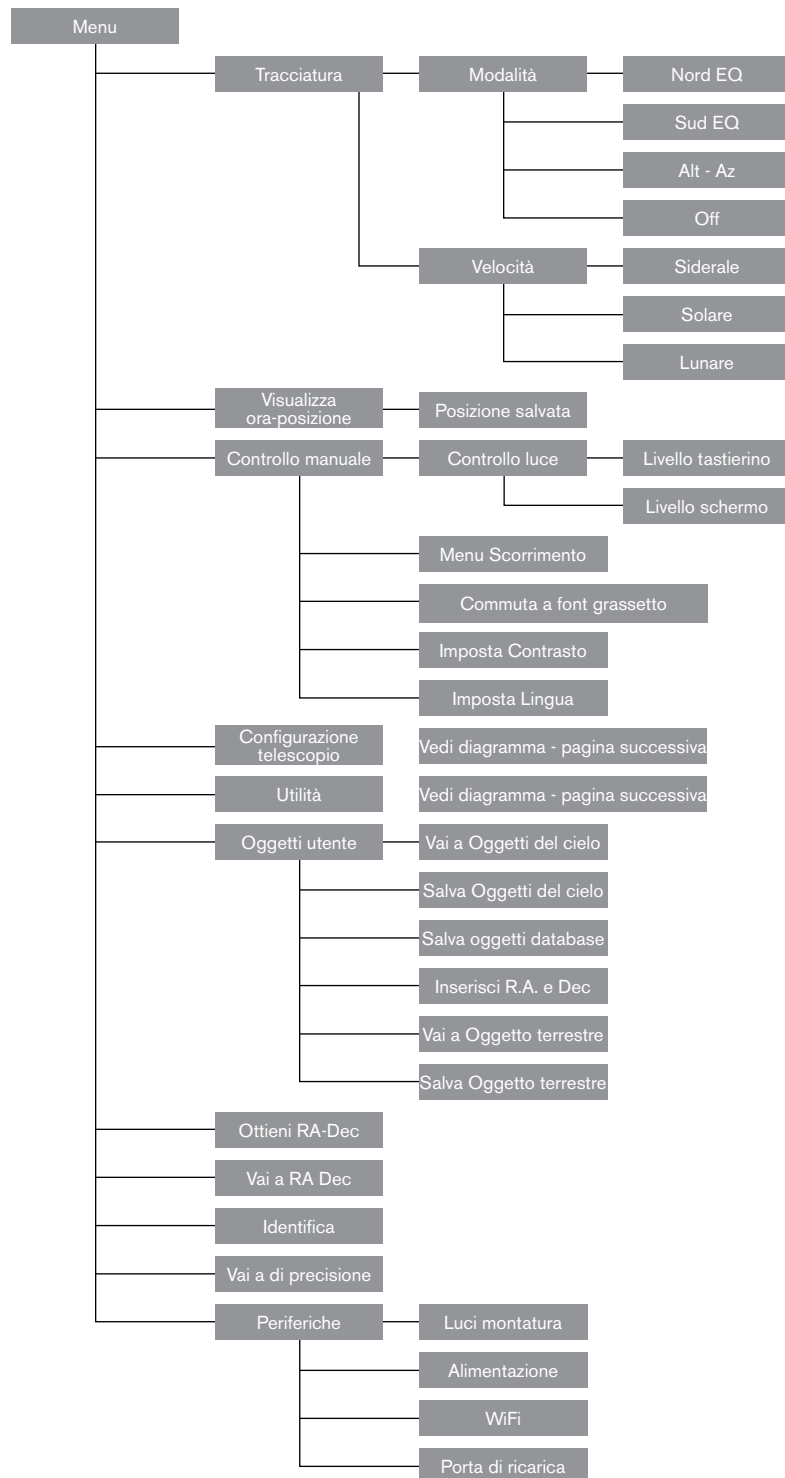 Menu
Tracciatura
Modalità
Nord EQ
Sud EQ
Alt - Az
Off
Velocità
Siderale
Solare
Lunare
Visualizza
ora-posizione
Posizione salvata
Controllo manuale
Controllo luce
Livello tastierino
Livello schermo
Menu Scorrimento
Commuta a font grassetto
Imposta Contrasto
Imposta Lingua
Configurazione
telescopio
Vedi diagramma - pagina successiva
Utilità
Vedi diagramma - pagina successiva
Oggetti utente
Vai a Oggetti del cielo
Salva Oggetti del cielo
Salva oggetti database
Inserisci R.A. e Dec
Vai a Oggetto terrestre
Salva Oggetto terrestre
Ottieni RA-Dec
Vai a RA Dec
Identifica
Vai a di precisione
Periferiche
Luci montatura
Alimentazione
WiFi
Porta di ricarica